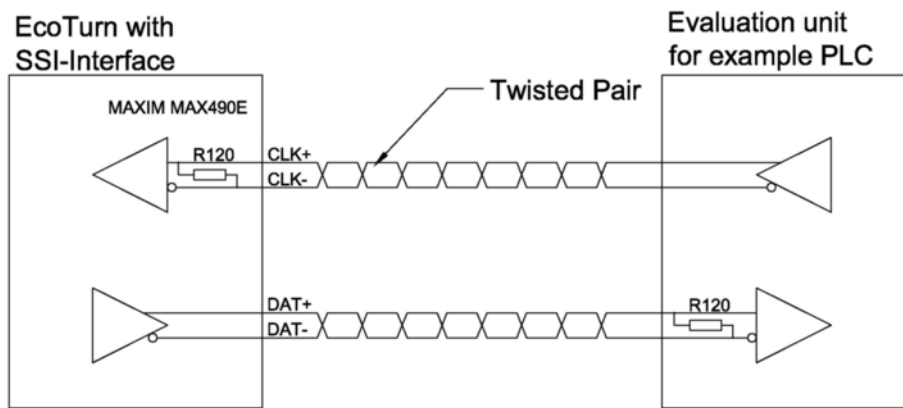 EcoTurn with
SSI-Interface
Evaluation unit
for example PLC
MAXIM MAX490E
Twisted Pair
R120
CLK+
CLK-
DAT+
DAT-
R120